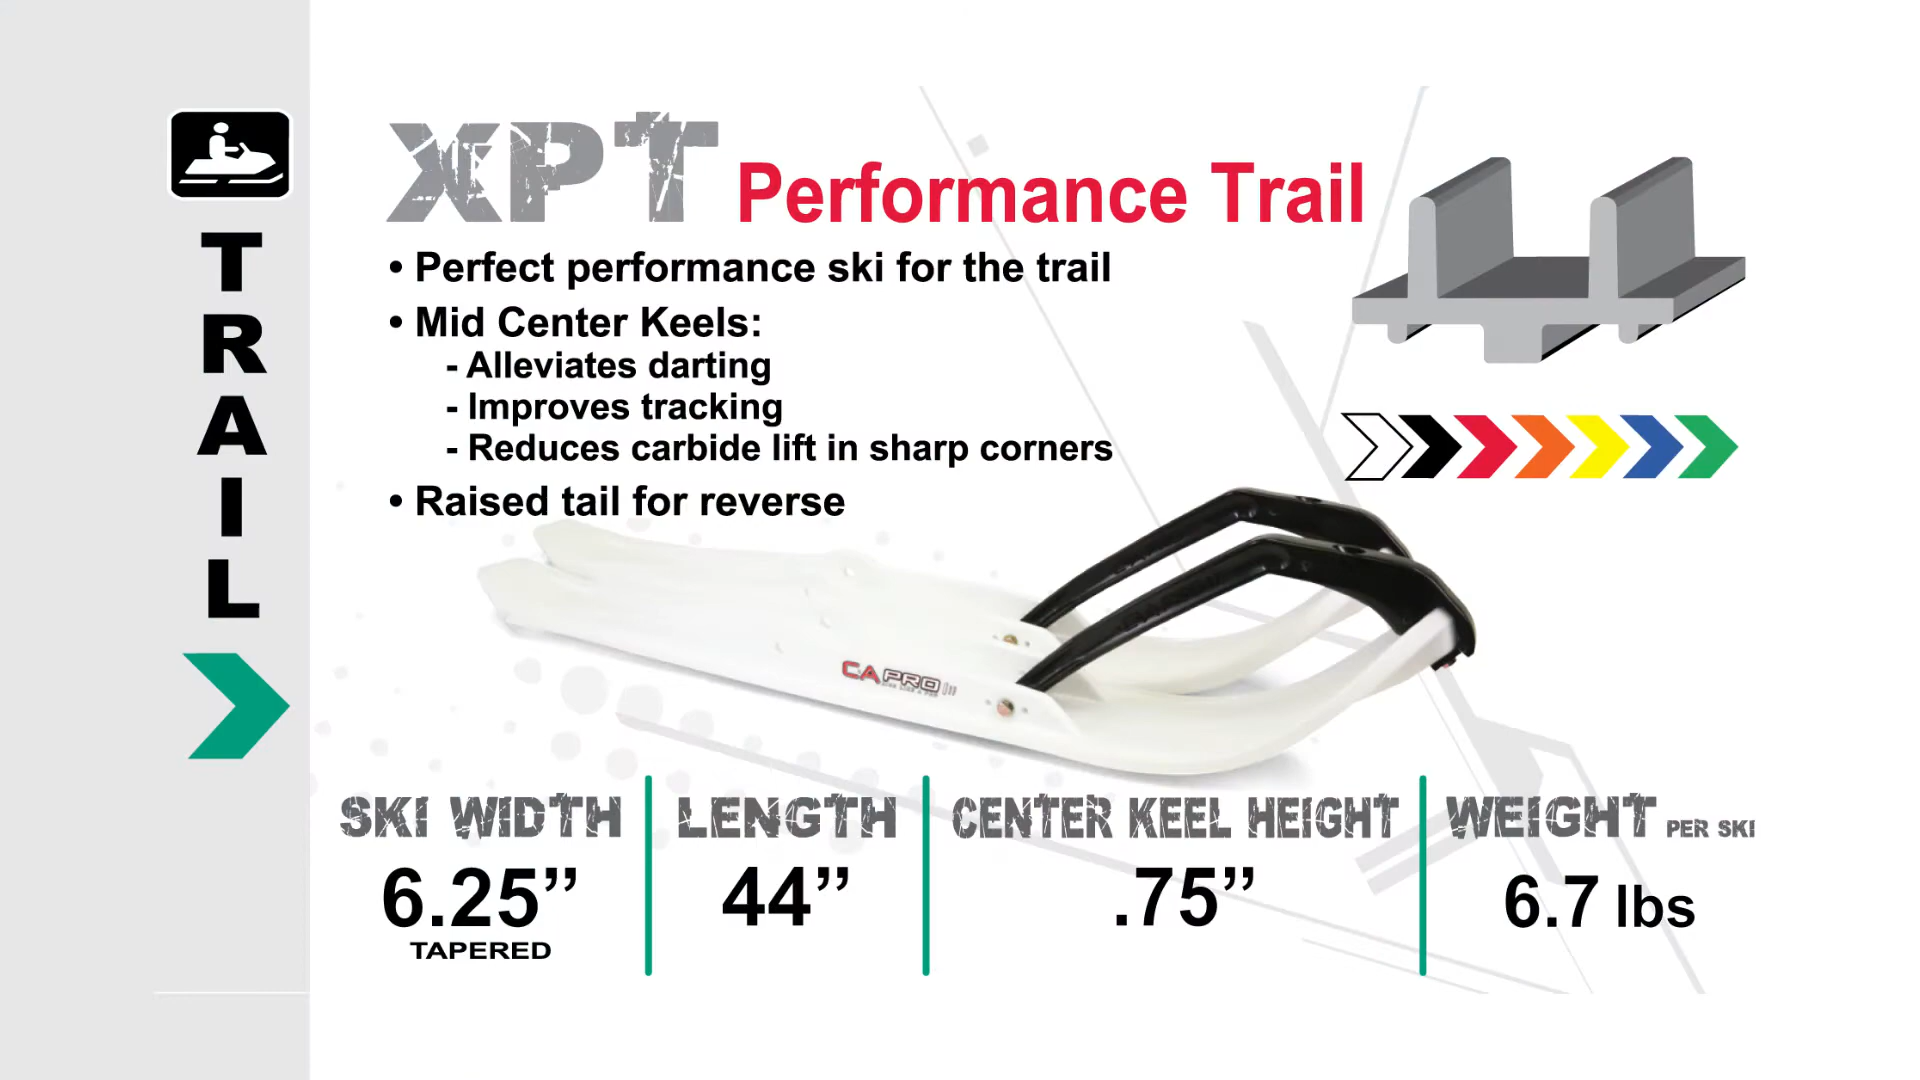 TRAIL
XPT Performance Trail
• Perfect performance ski for the trail
• Mid Center Keels:
- Alleviates darting
- Improves tracking
- Reduces carbide lift in sharp corners
• Raised tail for reverse
CA PRO
SKI WIDTH
6.25”
TAPERED
LENGTH
44”
CENTER KEEL HEIGHT
.75”
WEIGHT PER SKI
6.7 lbs